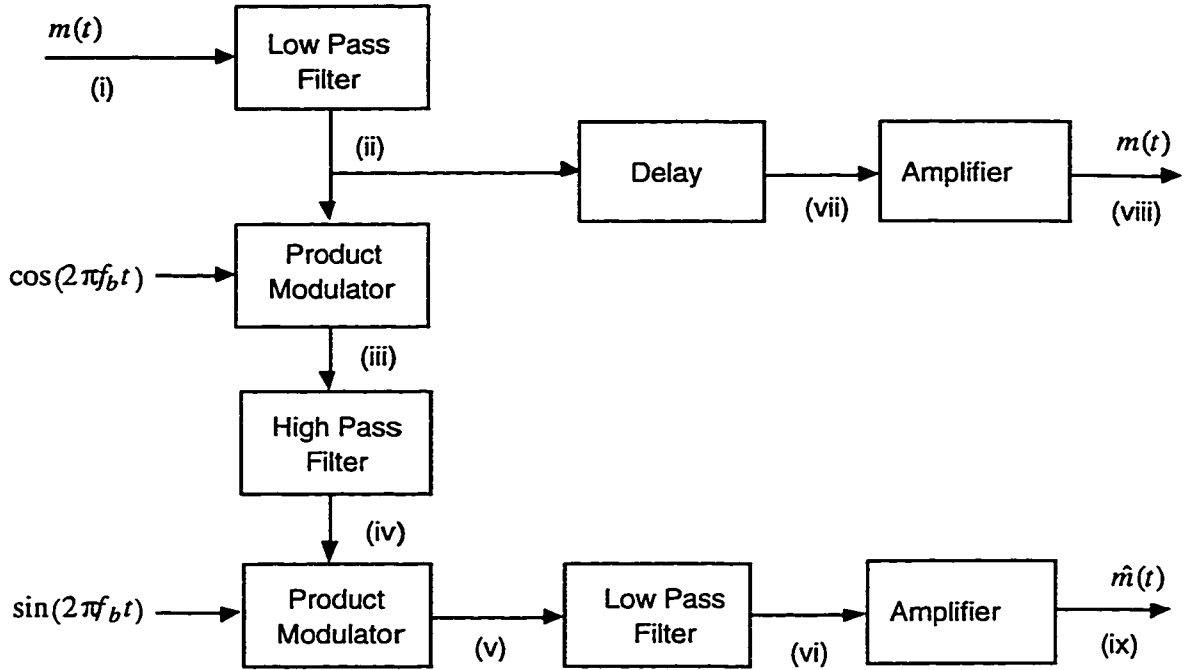 m(t)
(i)
Low Pass
Filter
(ii)
Delay
(vii)
Amplifier
m(t)
(viii)
cos(2πf_b t)
Product
Modulator
(iii)
High Pass
Filter
(iv)
sin(2πf_b t)
Product
Modulator
(v)
Low Pass
Filter
(vi)
Amplifier
m̂(t)
(ix)